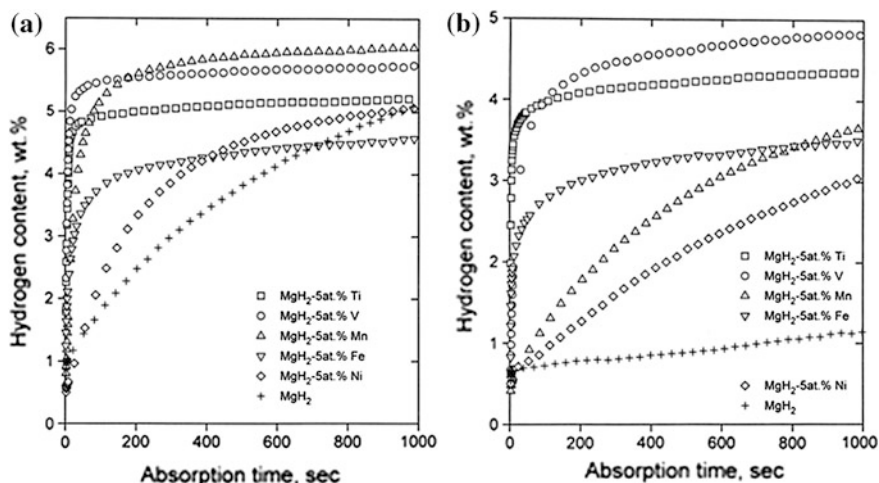 (a)
Hydrogen content, wt.%
6
5
4
3
2
1
0
□ MgH₂-5at.% Ti
○ MgH₂-5at.% V
△ MgH₂-5at.% Mn
▽ MgH₂-5at.% Fe
◇ MgH₂-5at.% Ni
+ MgH₂
0 200 400 600 800 1000
Absorption time, sec
(b)
Hydrogen content, wt.%
5
4
3
2
1
0
□ MgH₂-5at.% Ti
○ MgH₂-5at.% V
△ MgH₂-5at.% Mn
▽ MgH₂-5at.% Fe
◇ MgH₂-5at.% Ni
+ MgH₂
0 200 400 600 800 1000
Absorption time, sec